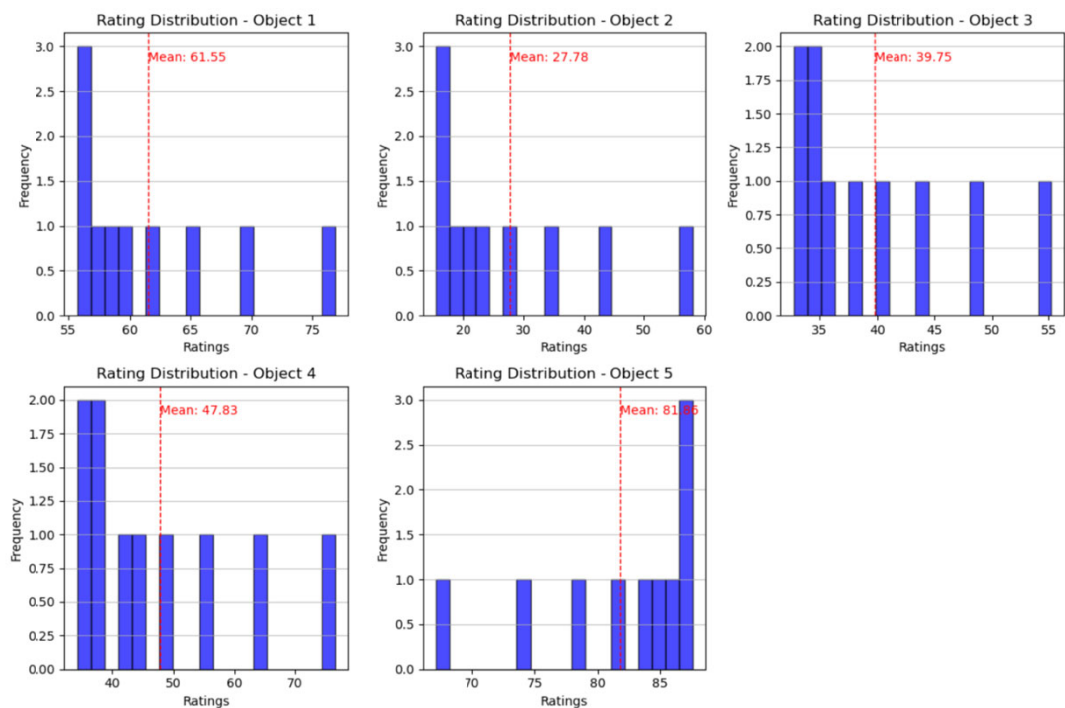 Rating Distribution - Object 1
Mean: 61.55
Frequency
3.0
2.5
2.0
1.5
1.0
0.5
0.0
55 60 65 70 75
Ratings
Rating Distribution - Object 2
Mean: 27.78
Frequency
3.0
2.5
2.0
1.5
1.0
0.5
0.0
20 30 40 50 60
Ratings
Rating Distribution - Object 3
Mean: 39.75
Frequency
2.00
1.75
1.50
1.25
1.00
0.75
0.50
0.25
0.00
35 40 45 50 55
Ratings
Rating Distribution - Object 4
Mean: 47.83
Frequency
2.00
1.75
1.50
1.25
1.00
0.75
0.50
0.25
0.00
40 50 60 70
Ratings
Rating Distribution - Object 5
Mean:
Frequency
3.0
2.5
2.0
1.5
1.0
0.5
0.0
70 75 80 85
Ratings